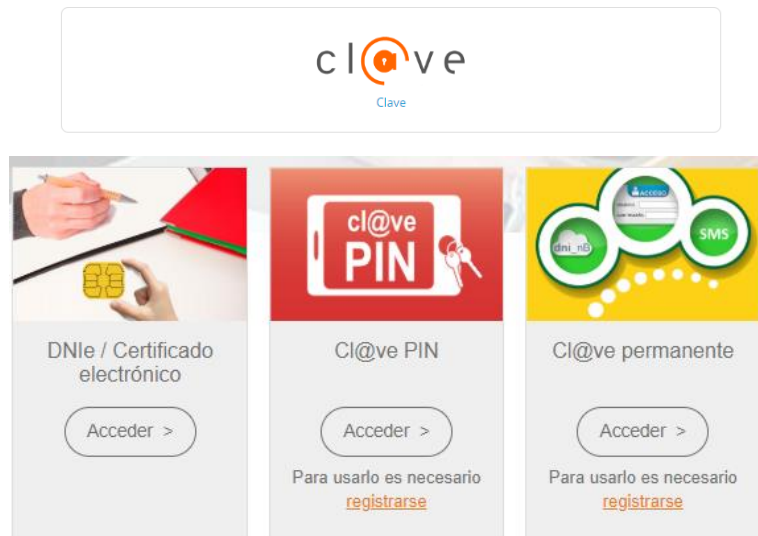 cl@ve
Clave
cl@ve
PIN
ACCESO
dni_nB
SMS
DNIe / Certificado
electrónico
Cl@ve PIN
Cl@ve permanente
Acceder >
Acceder >
Acceder >
Para usarlo es necesario
registrarse
Para usarlo es necesario
registrarse